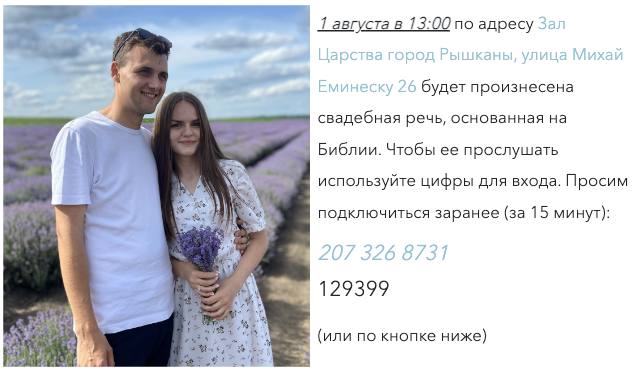 1 августа в 13:00 по адресу Зал
Царства город Рышканы, улица Михай
Еминеску 26 будет произнесена
свадебная речь, основанная на
Библии. Чтобы ее прослушать
используйте цифры для входа. Просим
подключиться заранее (за 15 минут):
207 326 8731
129399
(или по кнопке ниже)